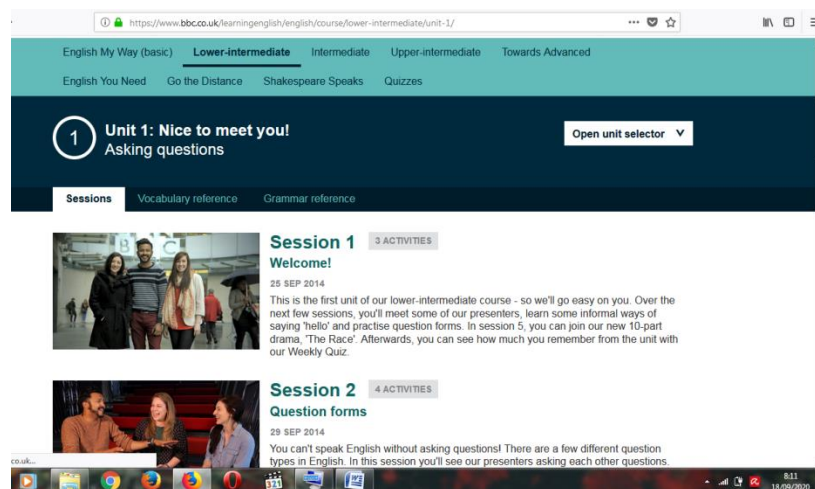 https://www.bbc.co.uk/learningenglish/english/course/lower-intermediate/unit-1/
English My Way (basic) Lower-intermediate Intermediate Upper-intermediate Towards Advanced
English You Need Go the Distance Shakespeare Speaks Quizzes
1 Unit 1: Nice to meet you!
Asking questions
Open unit selector
Sessions Vocabulary reference Grammar reference
Session 1 3 ACTIVITIES
Welcome!
25 SEP 2014
This is the first unit of our lower-intermediate course - so we'll go easy on you. Over the
next few sessions, you'll meet some of our presenters, learn some informal ways of
saying 'hello' and practise question forms. In session 5, you can join our new 10-part
drama, 'The Race'. Afterwards, you can see how much you remember from the unit with
our Weekly Quiz.
Session 2 4 ACTIVITIES
Question forms
29 SEP 2014
You can't speak English without asking questions! There are a few different question
types in English. In this session you'll see our presenters asking each other questions.
co.uk...
8:11
18/09/2020